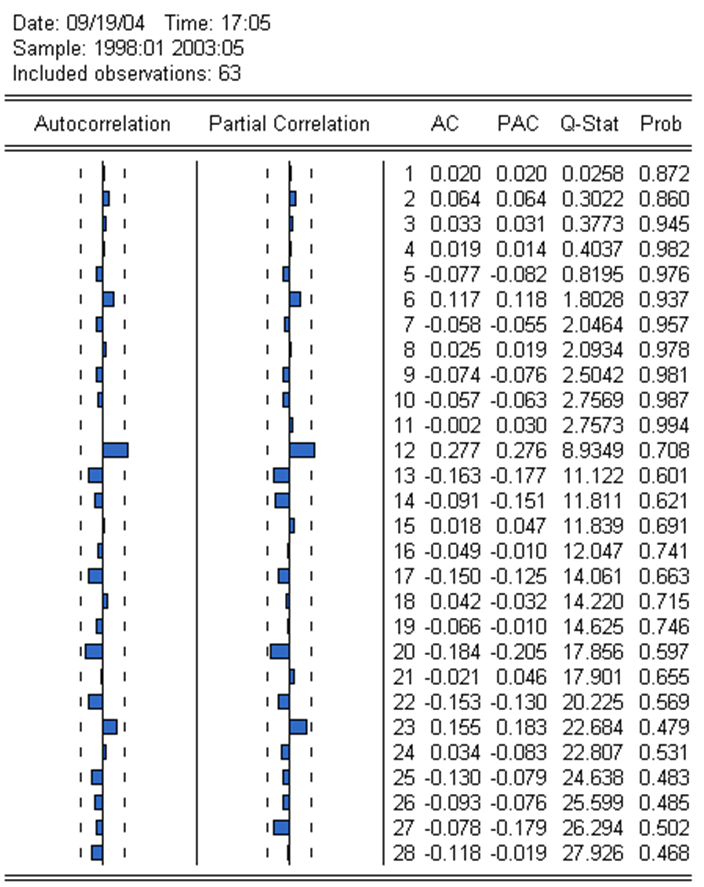 Date: 09/19/04 Time: 17:05
Sample: 1998:01 2003:05
Included observations: 63
Autocorrelation Partial Correlation AC PAC Q-Stat Prob
1 0.020 0.020 0.0258 0.872
2 0.064 0.064 0.3022 0.860
3 0.033 0.031 0.3773 0.945
4 0.019 0.014 0.4037 0.982
5 -0.077 -0.082 0.8195 0.976
6 0.117 0.118 1.8028 0.937
7 -0.058 -0.055 2.0464 0.957
8 0.025 0.019 2.0934 0.978
9 -0.074 -0.076 2.5042 0.981
10 -0.057 -0.063 2.7569 0.987
11 -0.002 0.030 2.7573 0.994
12 0.277 0.276 8.9349 0.708
13 -0.163 -0.177 11.122 0.601
14 -0.091 -0.151 11.811 0.621
15 0.018 0.047 11.839 0.691
16 -0.049 -0.010 12.047 0.741
17 -0.150 -0.125 14.061 0.663
18 0.042 -0.032 14.220 0.715
19 -0.066 -0.010 14.625 0.746
20 -0.184 -0.205 17.856 0.597
21 -0.021 0.046 17.901 0.655
22 -0.153 -0.130 20.225 0.569
23 0.155 0.183 22.684 0.479
24 0.034 -0.083 22.807 0.531
25 -0.130 -0.079 24.638 0.483
26 -0.093 -0.076 25.599 0.485
27 -0.078 -0.179 26.294 0.502
28 -0.118 -0.019 27.926 0.468